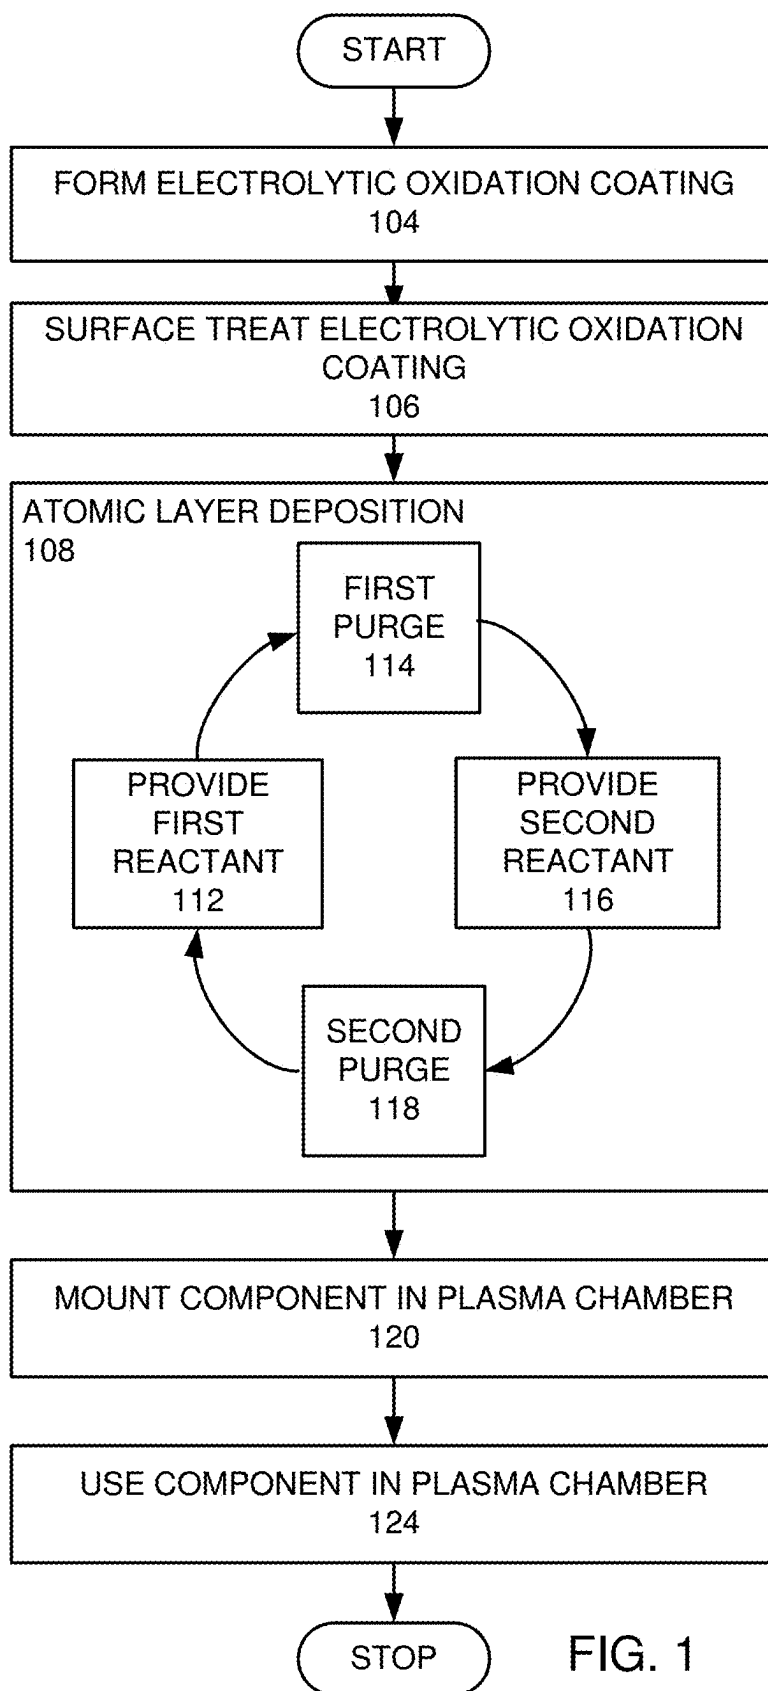 START
FORM ELECTROLYTIC OXIDATION COATING
104
SURFACE TREAT ELECTROLYTIC OXIDATION
COATING
106
ATOMIC LAYER DEPOSITION
108
FIRST
PURGE
114
PROVIDE
FIRST
REACTANT
112
PROVIDE
SECOND
REACTANT
116
SECOND
PURGE
118
MOUNT COMPONENT IN PLASMA CHAMBER
120
USE COMPONENT IN PLASMA CHAMBER
124
STOP
FIG. 1